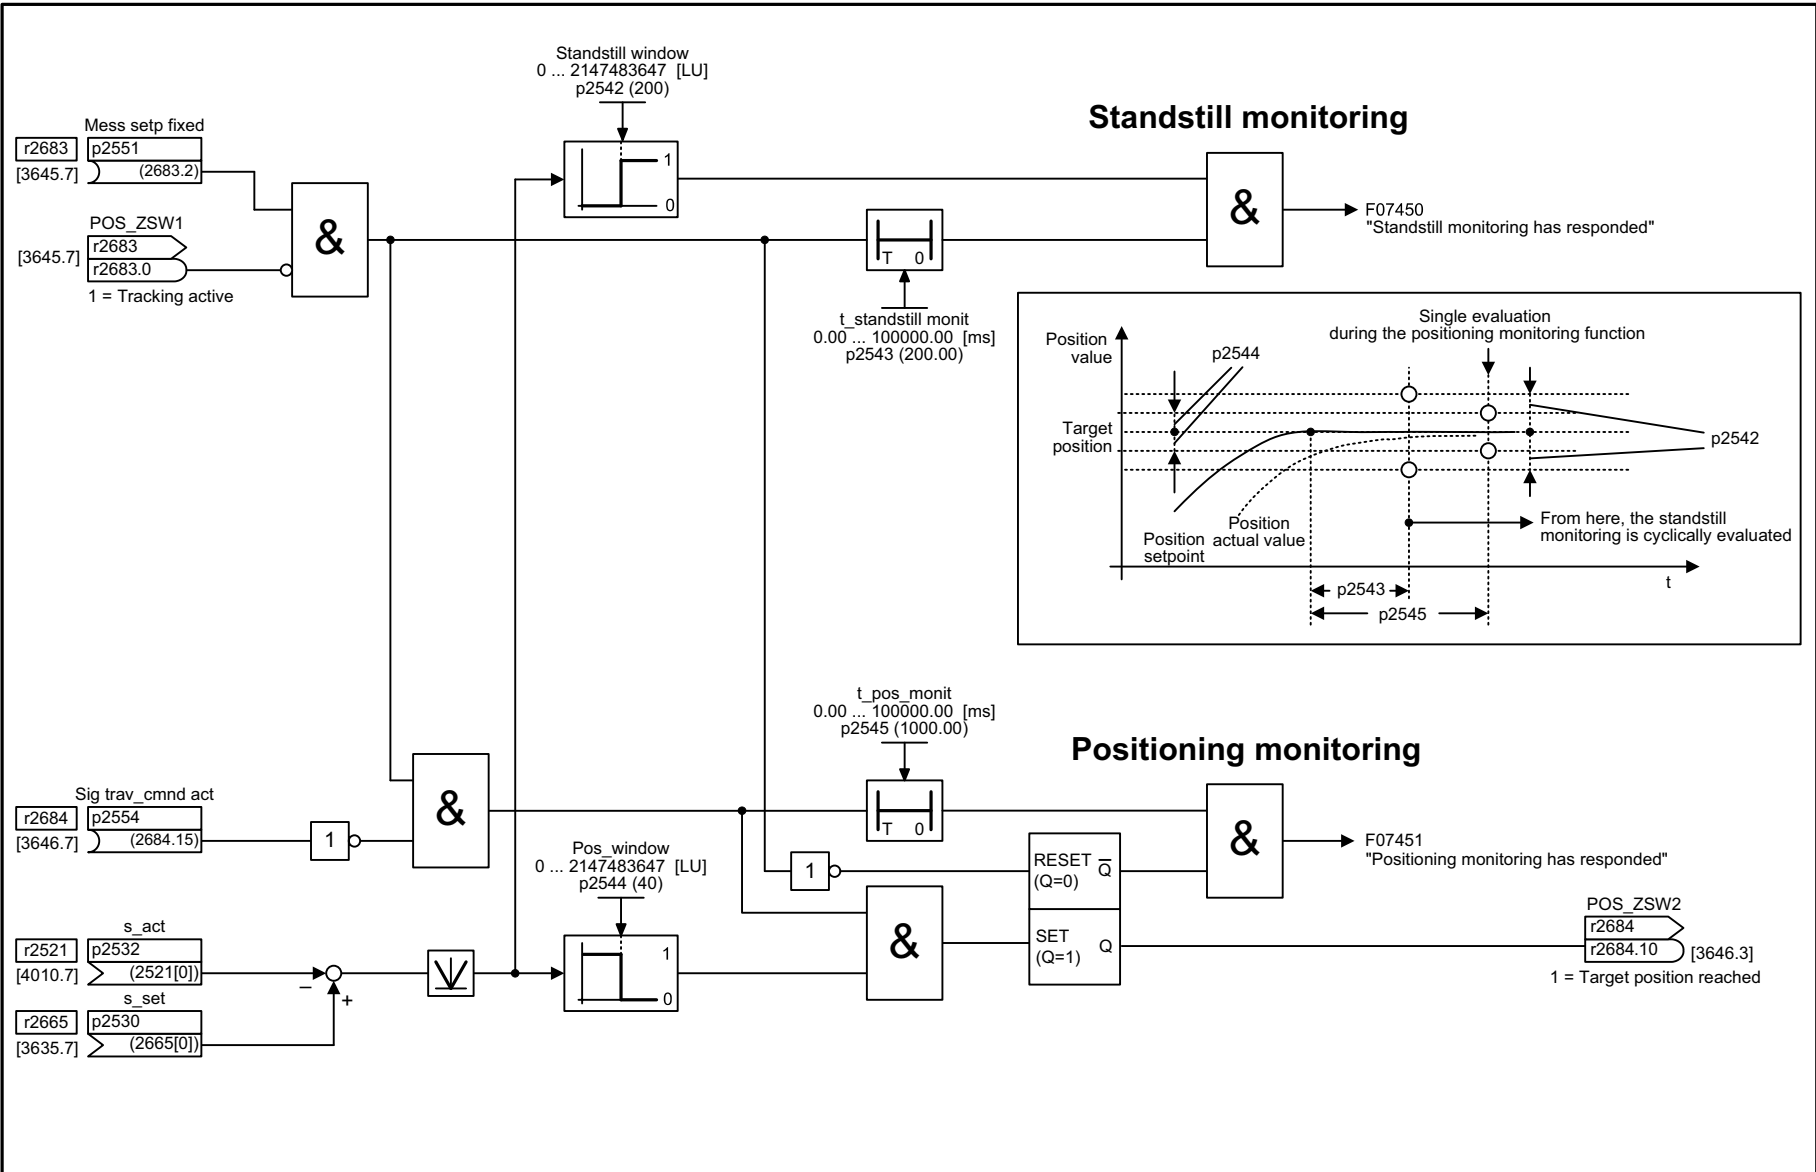 Standstill window
0 ... 2147483647 [LU]
p2542 (200)
Standstill monitoring
Mess setp fixed
r2683
p2551
[3645.7]
(2683.2)
1
0
&
&
POS_ZSW1
[3645.7]
r2683
r2683.0
1 = Tracking active
T 0
F07450
"Standstill monitoring has responded"
t_standstill monit
0.00 ... 100000.00 [ms]
p2543 (200.00)
Single evaluation
during the positioning monitoring function
Position
value
p2544
Target
position
p2542
Position
setpoint
Position
actual value
From here, the standstill
monitoring is cyclically evaluated
t
p2543
p2545
t_pos_monit
0.00 ... 100000.00 [ms]
p2545 (1000.00)
Positioning monitoring
Sig trav_cmnd act
r2684
p2554
[3646.7]
(2684.15)
1
&
T 0
&
F07451
"Positioning monitoring has responded"
Pos_window
0 ... 2147483647 [LU]
p2544 (40)
1
RESET Q
(Q=0)
SET Q
(Q=1)
&
POS_ZSW2
r2684
r2684.10
[3646.3]
1 = Target position reached
s_act
r2521
p2532
[4010.7]
(2521[0])
–
+
1
0
s_set
r2665
p2530
[3635.7]
(2665[0])